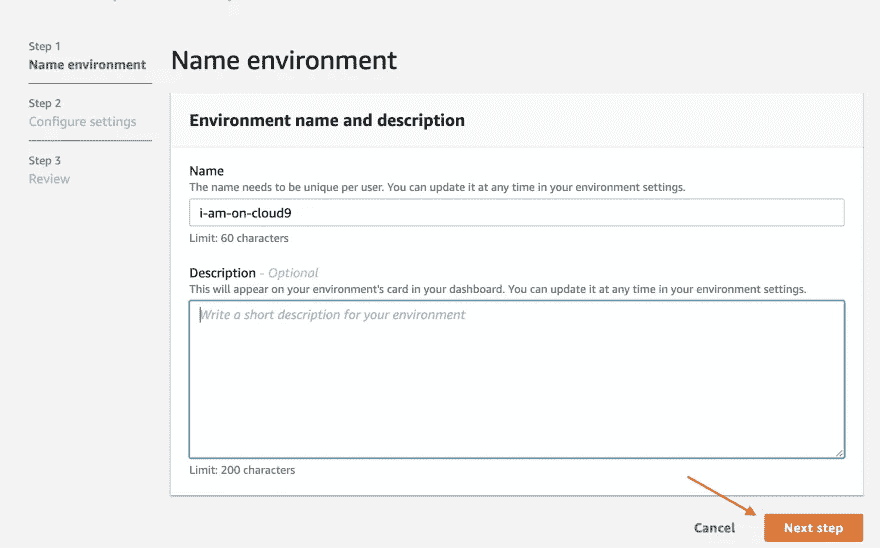 Step 1
Name environment
Step 2
Configure settings
Step 3
Review
Name environment
Environment name and description
Name
The name needs to be unique per user. You can update it at any time in your environment settings.
i-am-on-cloud9
Limit: 60 characters
Description - Optional
This will appear on your environment's card in your dashboard. You can update it at any time in your environment settings.
Write a short description for your environment
Limit: 200 characters
Cancel
Next step